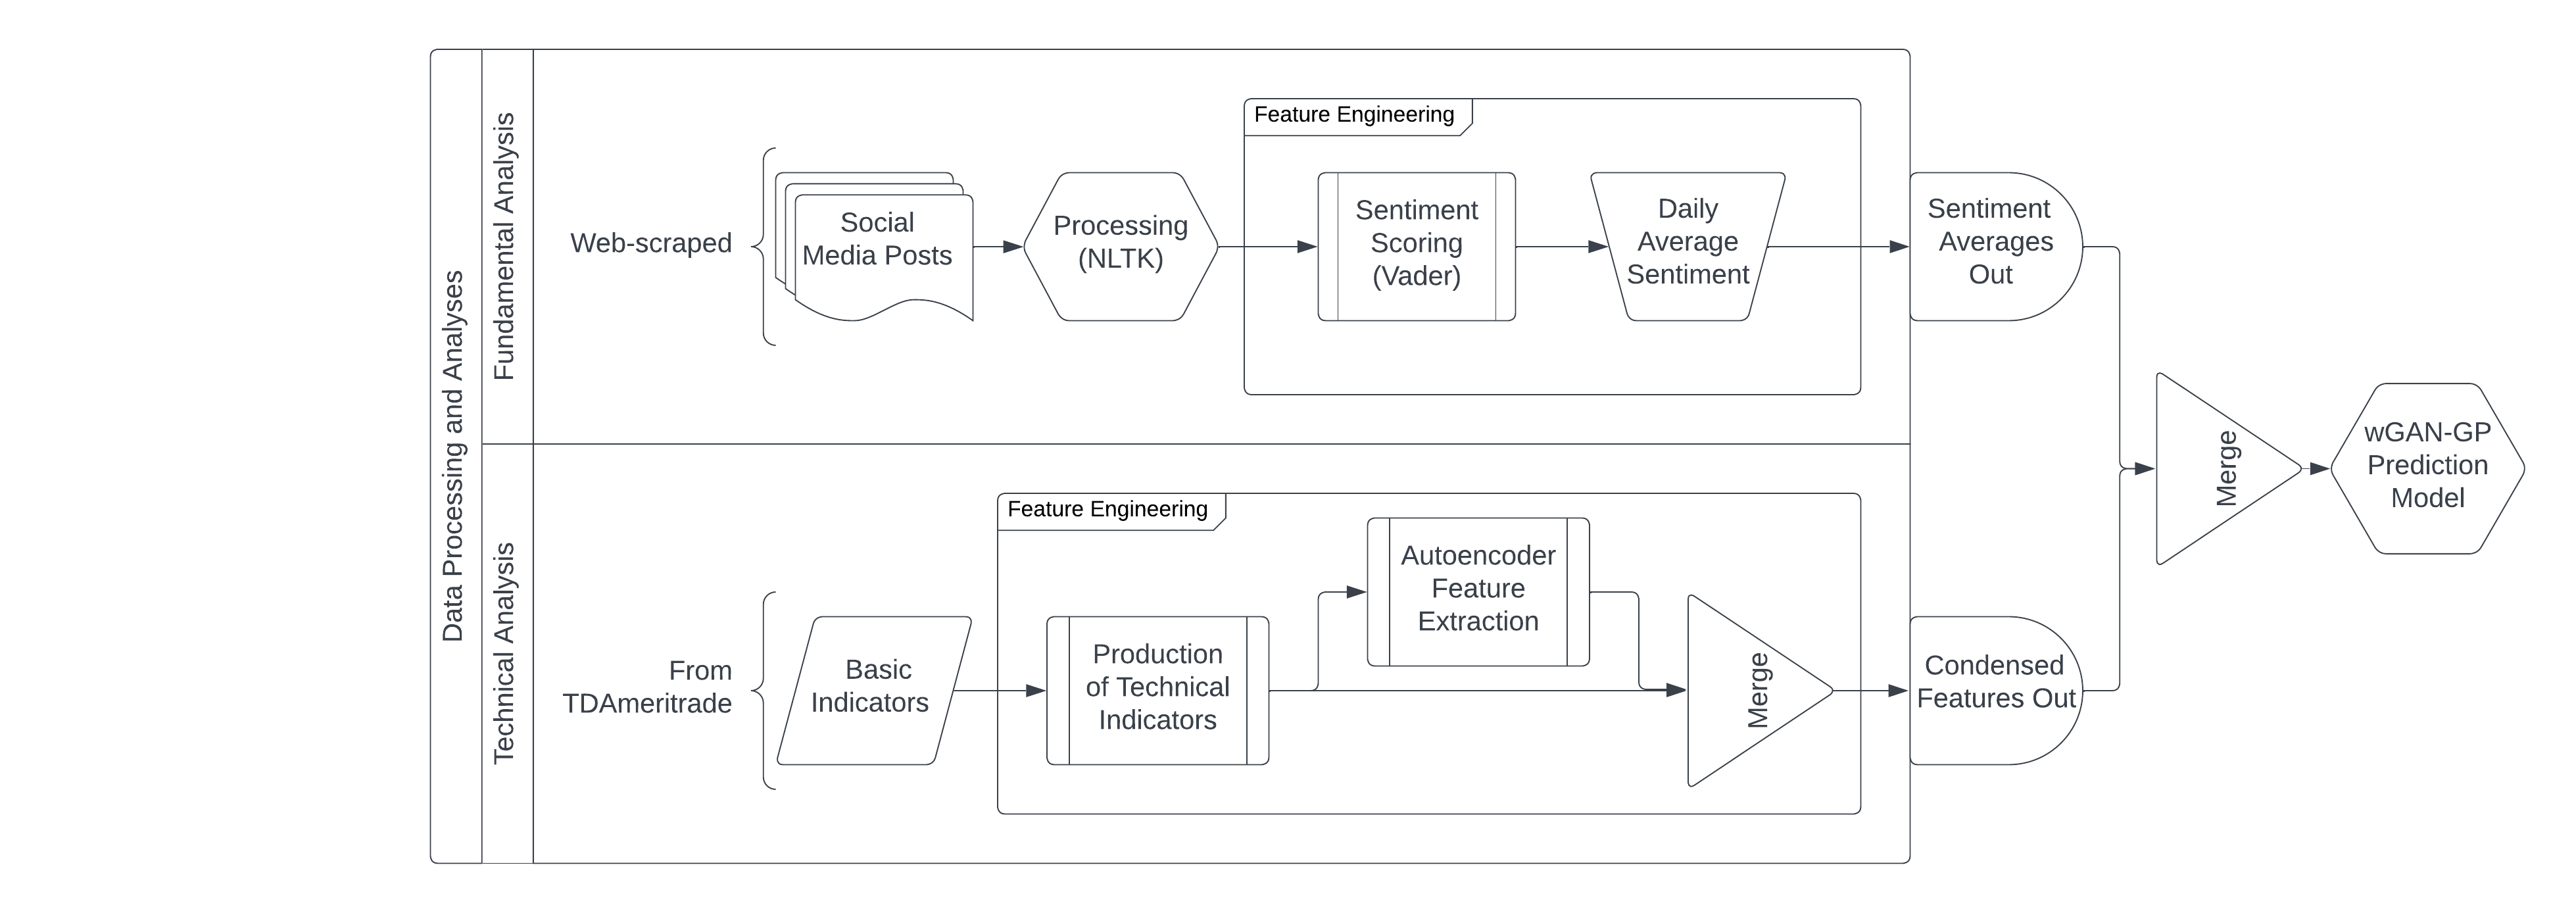 Data Processing and Analyses
Fundamental Analysis
Web-scraped
Social
Media Posts
Processing
(NLTK)
Feature Engineering
Sentiment
Scoring
(Vader)
Daily
Average
Sentiment
Sentiment
Averages
Out
Technical Analysis
From
TDAmeritrade
Basic
Indicators
Feature Engineering
Production
of Technical
Indicators
Autoencoder
Feature
Extraction
Merge
Condensed
Features Out
Merge
wGAN-GP
Prediction
Model